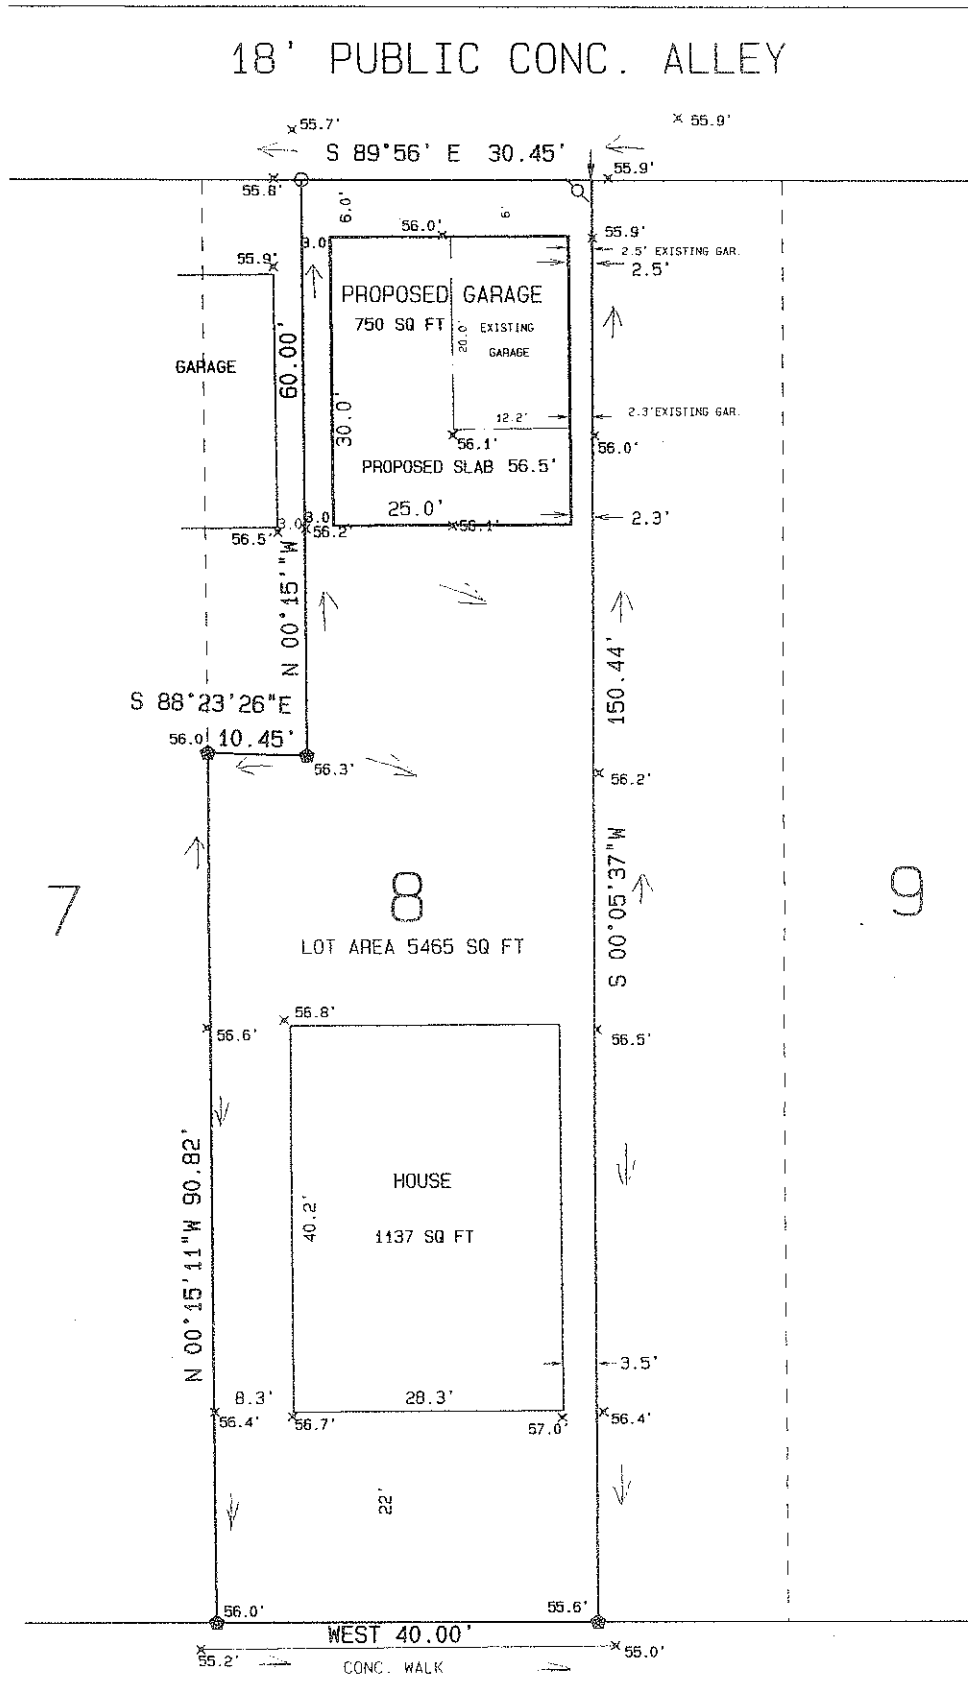 18' PUBLIC CONC. ALLEY
55.7'
55.9'
S 89°56' E 30.45'
55.8'
55.9'
6.0'
6'
56.0'
55.9'
3.0
2.5' EXISTING GAR.
55.9'
2.5'
PROPOSED GARAGE
750 SQ FT
EXISTING
GARAGE
20.0'
GARAGE
60.00'
30.0'
12.2'
2.3' EXISTING GAR.
56.1'
56.0'
PROPOSED SLAB 56.5'
25.0'
3.0
3.0
56.5'
56.2'
56.1'
2.3'
N 00°15'"W
150.44'
S 88°23'26"E
56.0
10.45'
56.3'
56.2'
S 00°05'37"W
7
8
9
LOT AREA 5465 SQ FT
56.8'
56.6'
56.5'
N 00°15'11"W 90.82'
HOUSE
40.2'
1137 SQ FT
3.5'
8.3'
28.3'
56.4'
56.7'
57.0'
56.4'
22'
56.0'
55.6'
WEST 40.00'
55.2'
CONC. WALK
55.0'